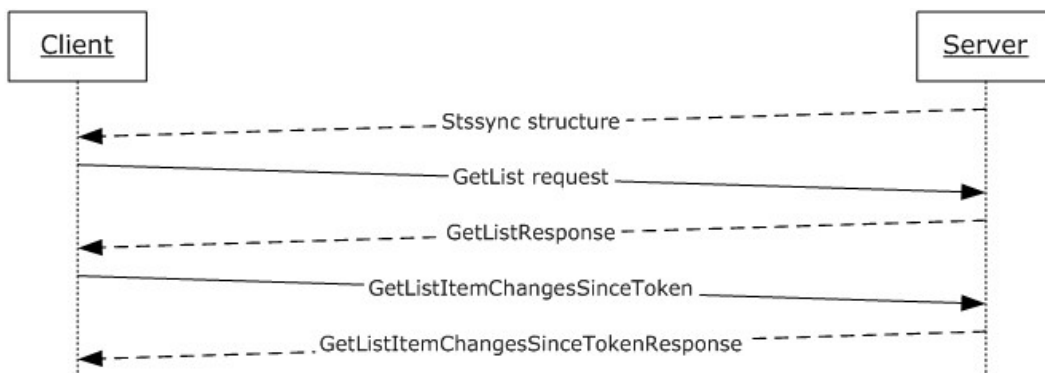 Client
Server
Stssync structure
GetList request
GetListResponse
GetListItemChangesSinceToken
GetListItemChangesSinceTokenResponse